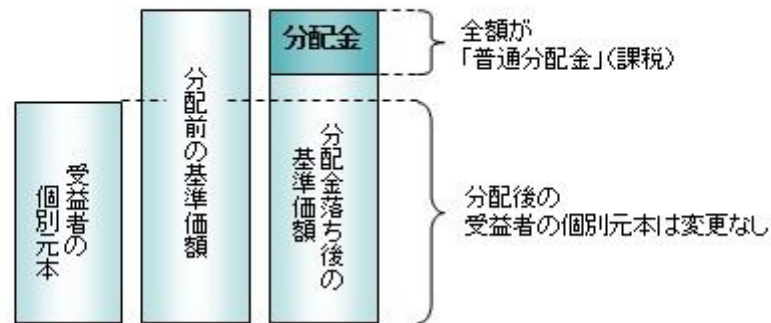 受益者の
個別元本
分配前の基準価額
分配金
分配金落ち後の
基準価額
全額が
「普通分配金」(課税)
分配後の
受益者の個別元本は変更なし